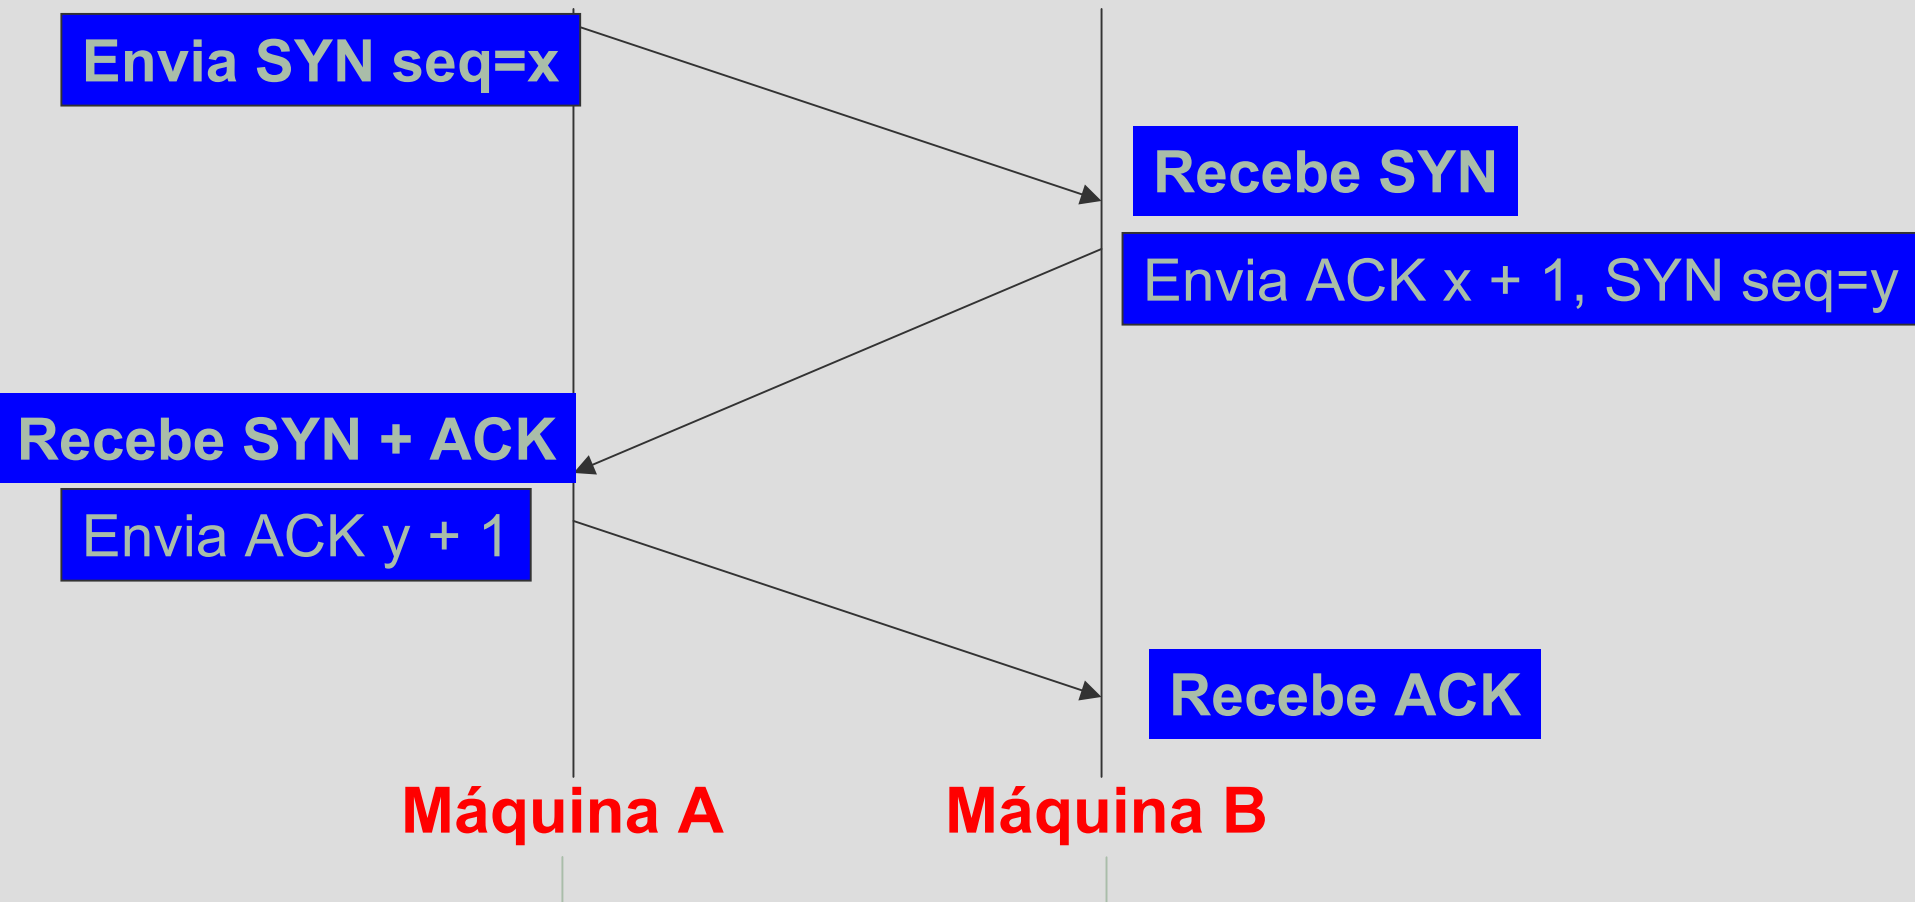 Envia SYN seq=x
Recebe SYN
Envia ACK x + 1, SYN seq=y
Recebe SYN + ACK
Envia ACK y + 1
Recebe ACK
Máquina A
Máquina B